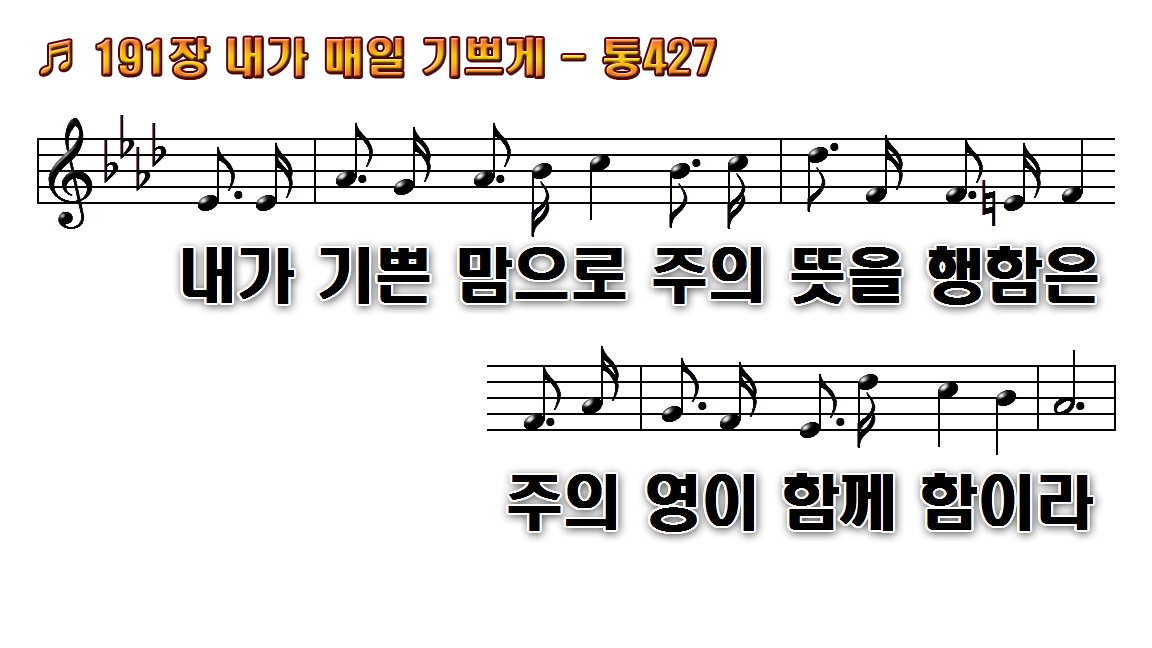 191장 내가 매일 기쁘게 - 통427
내가 기쁜 맘으로 주의 뜻을 행함은
주의 영이 함께 함이라